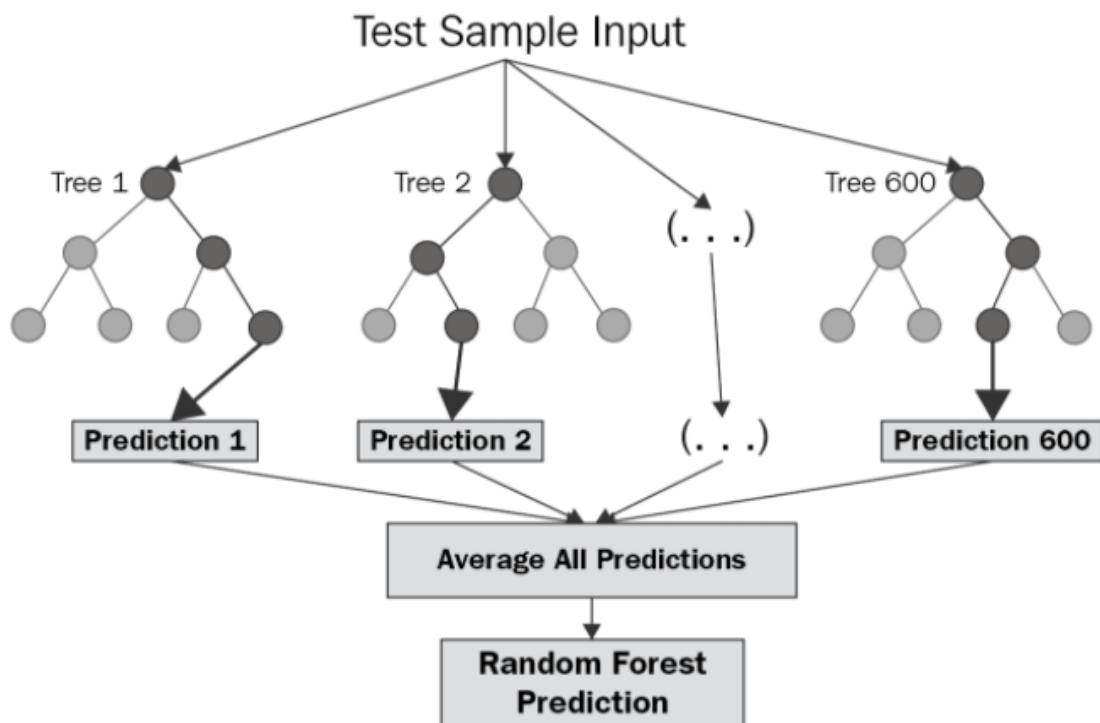 Test Sample Input
Tree 1
Tree 2
Tree 600
(. . .)
Prediction 1
Prediction 2
(. . .)
Prediction 600
Average All Predictions
Random Forest
Prediction